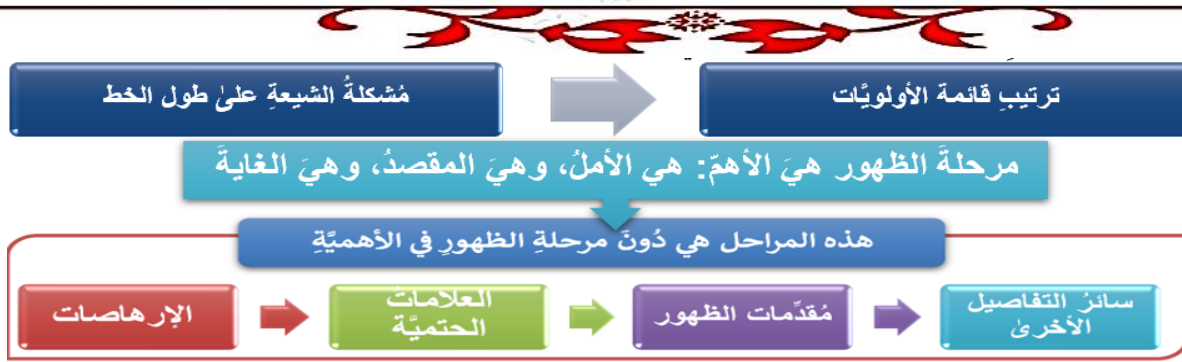 مُشكلةُ الشيعةِ علىٰ طول الخط
ترتيبِ قائمة الأولويَّات
مرحلةَ الظهور هيَ الأهمّ: هي الأملُ، وهيَ المقصدُ، وهيَ الغايةَ
هذه المراحل هي دُونَ مرحلةِ الظهورِ في الأهميَّةِ
الإرهاصات
العلاماتُ
الحتميَّة
مُقدِّمات الظهور
سائرُ التفاصيل
الأخرىٰ